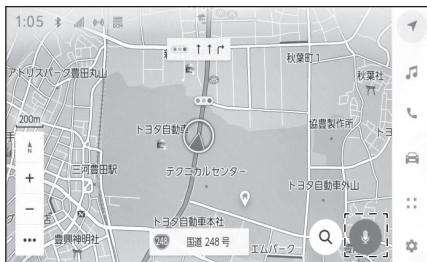 1:05
DCM
秋葉町1
アトリスパーク豊田丸山
秋葉社
200m
トヨタ自動車
協豊製作所
N
三河豊田駅
テクニカルセンター
+
トヨタ自動車外山
−
トヨタ自動車本社
豊興神明社
248
国道 248 号
エムパーク